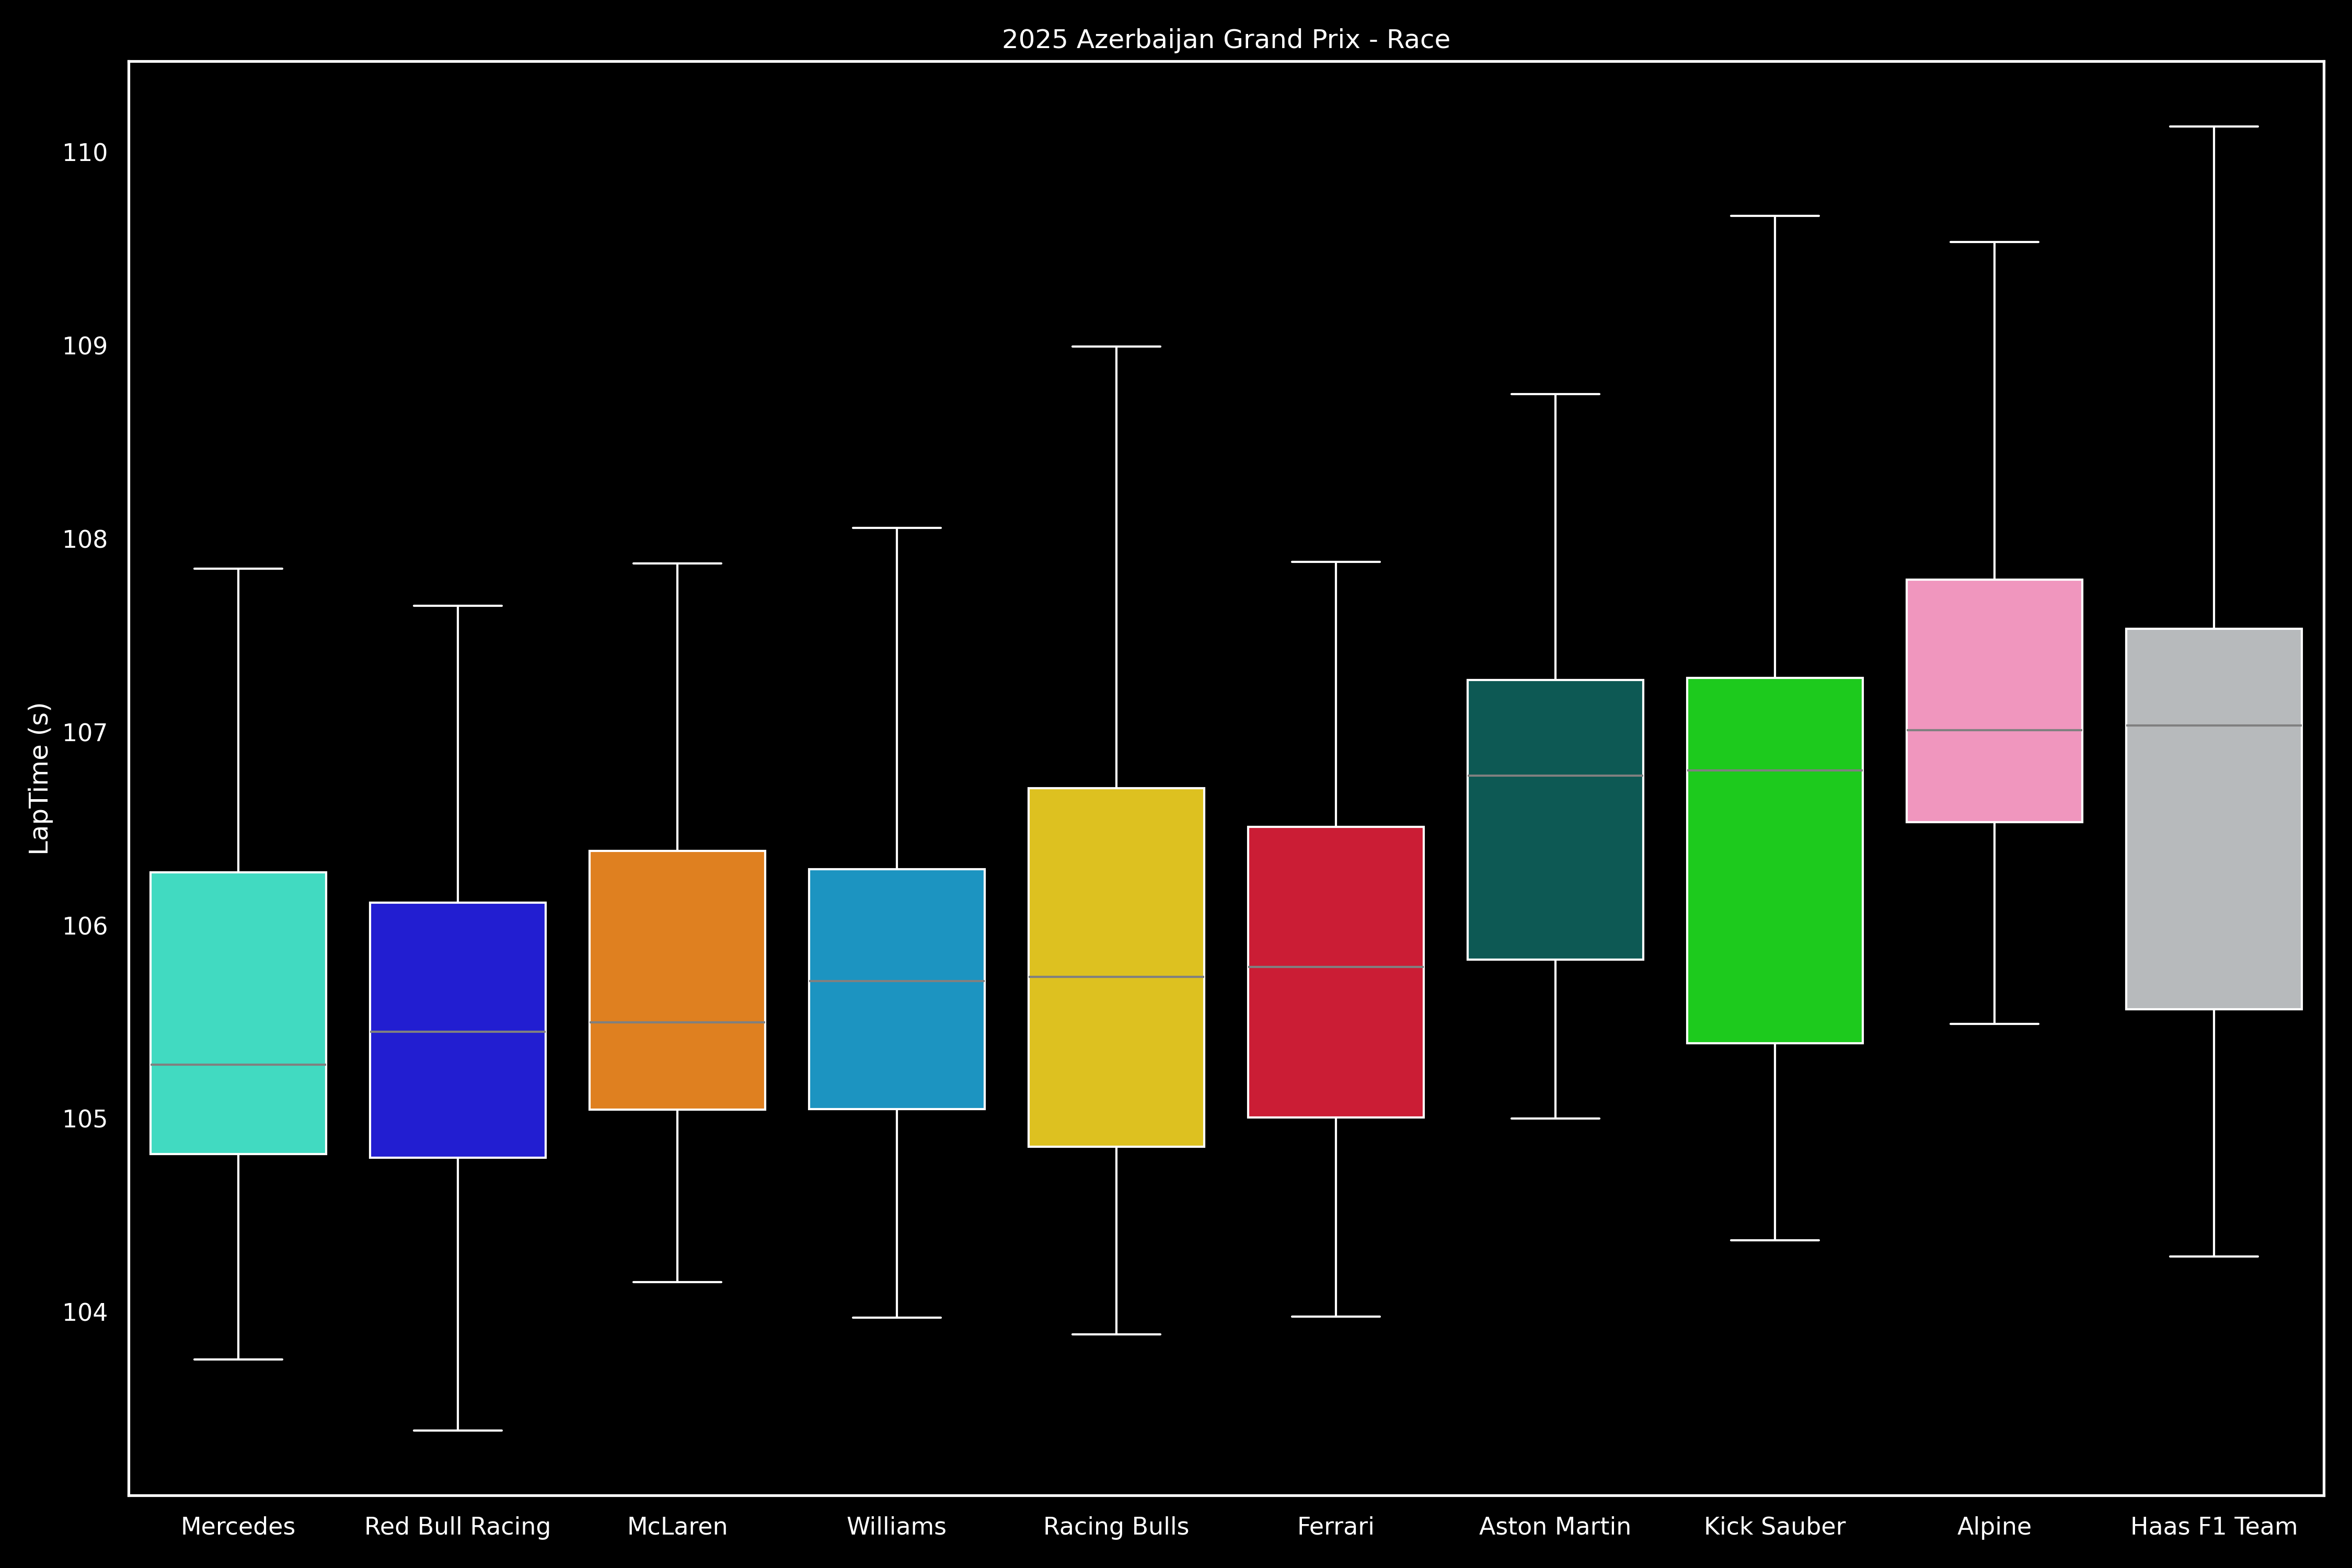 2025 Azerbaijan Grand Prix - Race
110
109
108
107
106
105
104
LapTime (s)
Mercedes
Red Bull Racing
McLaren
Williams
Racing Bulls
Ferrari
Aston Martin
Kick Sauber
Alpine
Haas F1 Team